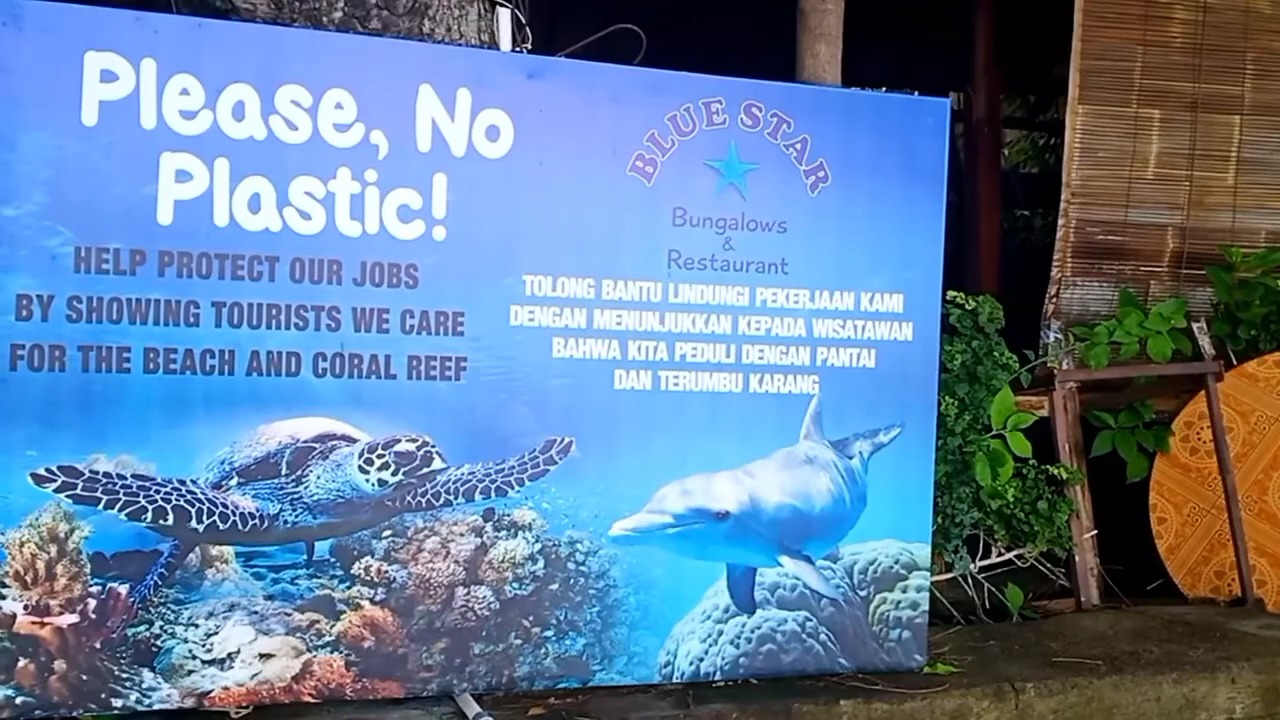 Please, No
Plastic!
HELP PROTECT OUR JOBS
BY SHOWING TOURISTS WE CARE
FOR THE BEACH AND CORAL REEF
BLUE STAR
Bungalows
&
Restaurant
TOLONG BANTU LINDUNGI PEKERJAAN KAMI
DENGAN MENUNJUKKAN KEPADA WISATAWAN
BAHWA KITA PEDULI DENGAN PANTAI
DAN TERUMBU KARANG